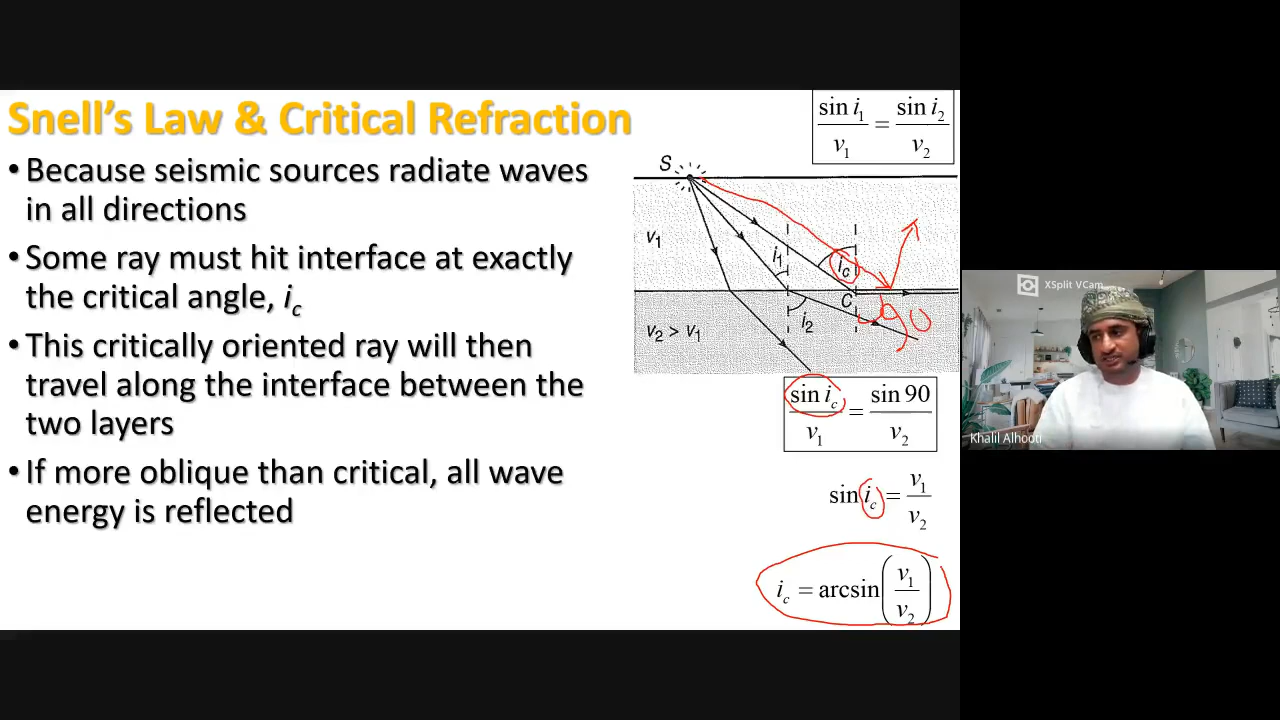 Snell's Law & Critical Refraction
• Because seismic sources radiate waves
in all directions
• Some ray must hit interface at exactly
the critical angle, i_c
• This critically oriented ray will then
travel along the interface between the
two layers
• If more oblique than critical, all wave
energy is reflected
sin i₁ / v₁ = sin i₂ / v₂
S
v₁
i₁
i_c
C
i₂
v₂ > v₁
90
sin i_c / v₁ = sin 90 / v₂
sin i_c = v₁ / v₂
i_c = arcsin(v₁ / v₂)
XSplit VCam
Khalil Alhooti